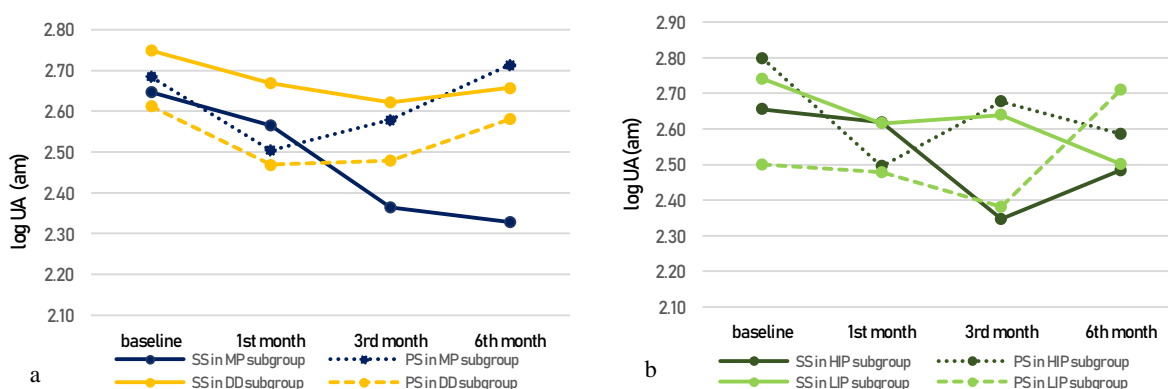 2.80
2.70
2.60
2.50
2.40
2.30
2.20
2.10
log UA (am)
baseline 1st month 3rd month 6th month
SS in MP subgroup PS in MP subgroup
SS in DD subgroup PS in DD subgroup
a
2.90
2.80
2.70
2.60
2.50
2.40
2.30
2.20
2.10
log UA(am)
baseline 1st month 3rd month 6th month
SS in HIP subgroup PS in HIP subgroup
SS in LIP subgroup PS in LIP subgroup
b